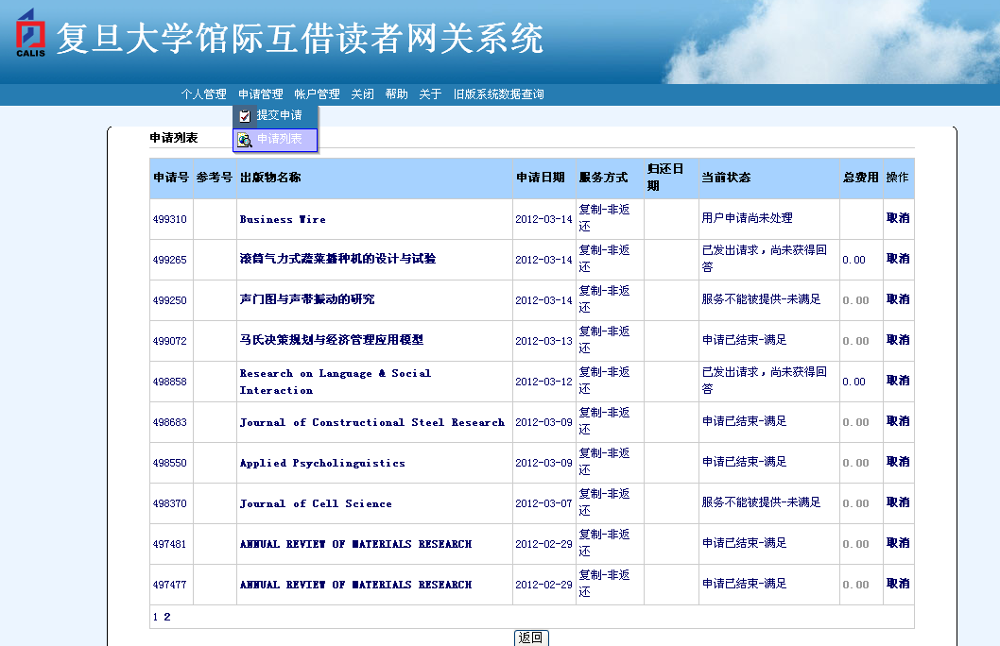 CALIS
复旦大学馆际互借读者网关系统
个人管理 申请管理 帐户管理 关闭 帮助 关于 旧版系统数据查询
提交申请
申请列表
申请列表
申请号 参考号 出版物名称 申请日期 服务方式 归还日期 当前状态 总费用 操作
499310 Business Wire 2012-03-14 复制-非返还 用户申请尚未处理 取消
499265 滚筒气力式蔬菜播种机的设计与试验 2012-03-14 复制-非返还 已发出请求，尚未获得回答 0.00 取消
499250 声门图与声带振动的研究 2012-03-14 复制-非返还 服务不能被提供-未满足 0.00 取消
499072 马氏决策规划与经济管理应用模型 2012-03-13 复制-非返还 申请已结束-满足 0.00 取消
498858 Research on Language & Social Interaction 2012-03-12 复制-非返还 已发出请求，尚未获得回答 0.00 取消
498683 Journal of Constructional Steel Research 2012-03-09 复制-非返还 申请已结束-满足 0.00 取消
498550 Applied Psycholinguistics 2012-03-09 复制-非返还 申请已结束-满足 0.00 取消
498370 Journal of Cell Science 2012-03-07 复制-非返还 服务不能被提供-未满足 0.00 取消
497481 ANNUAL REVIEW OF MATERIALS RESEARCH 2012-02-29 复制-非返还 申请已结束-满足 0.00 取消
497477 ANNUAL REVIEW OF MATERIALS RESEARCH 2012-02-29 复制-非返还 申请已结束-满足 0.00 取消
1 2
返回